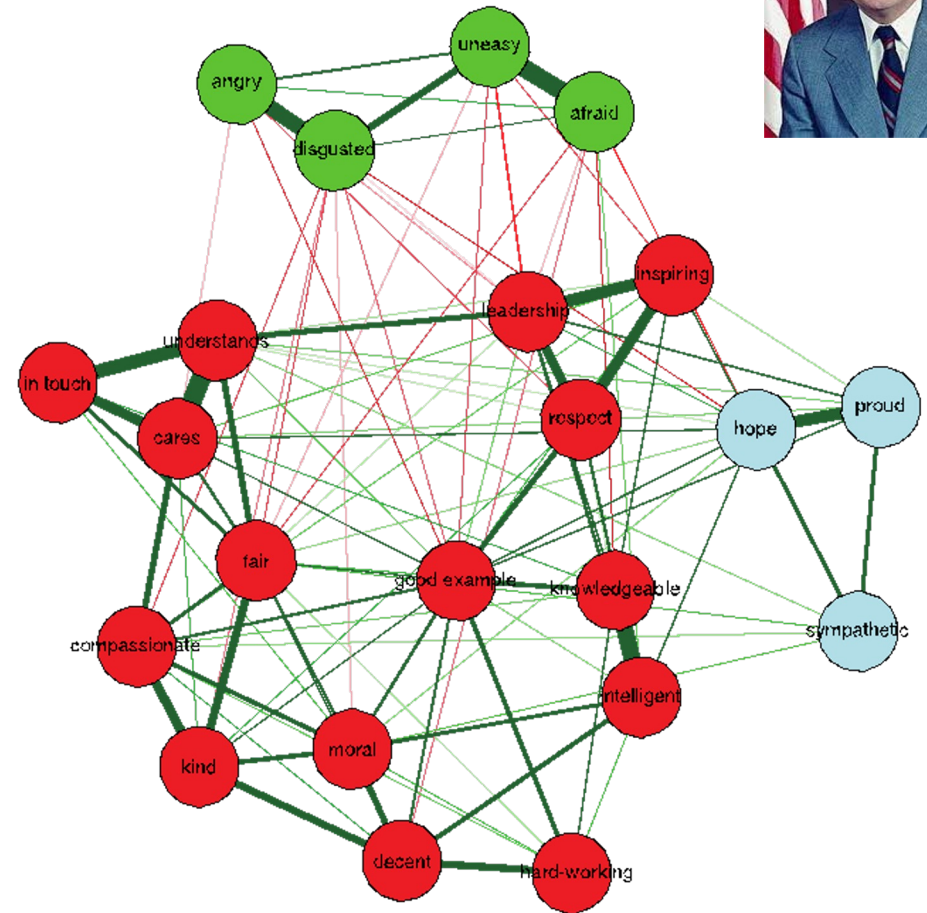 uneasy
angry
afraid
disgusted
inspiring
leadership
understands
in touch
proud
respect
hope
cares
fair
good example
knowledgeable
sympathetic
compassionate
intelligent
moral
kind
decent
hard-working